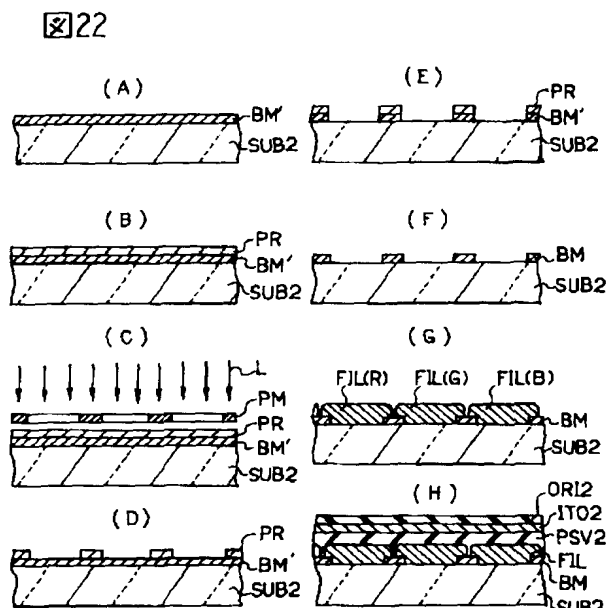 図22
(A)
BM'
SUB2
(B)
PR
BM'
SUB2
(C)
L
PM
PR
BM'
SUB2
(D)
PR
BM'
SUB2
(E)
PR
BM'
SUB2
(F)
BM
SUB2
(G)
FIL(R) FIL(G) FIL(B)
BM
SUB2
(H)
ORI2
ITO2
PSV2
FIL
BM
SUB2